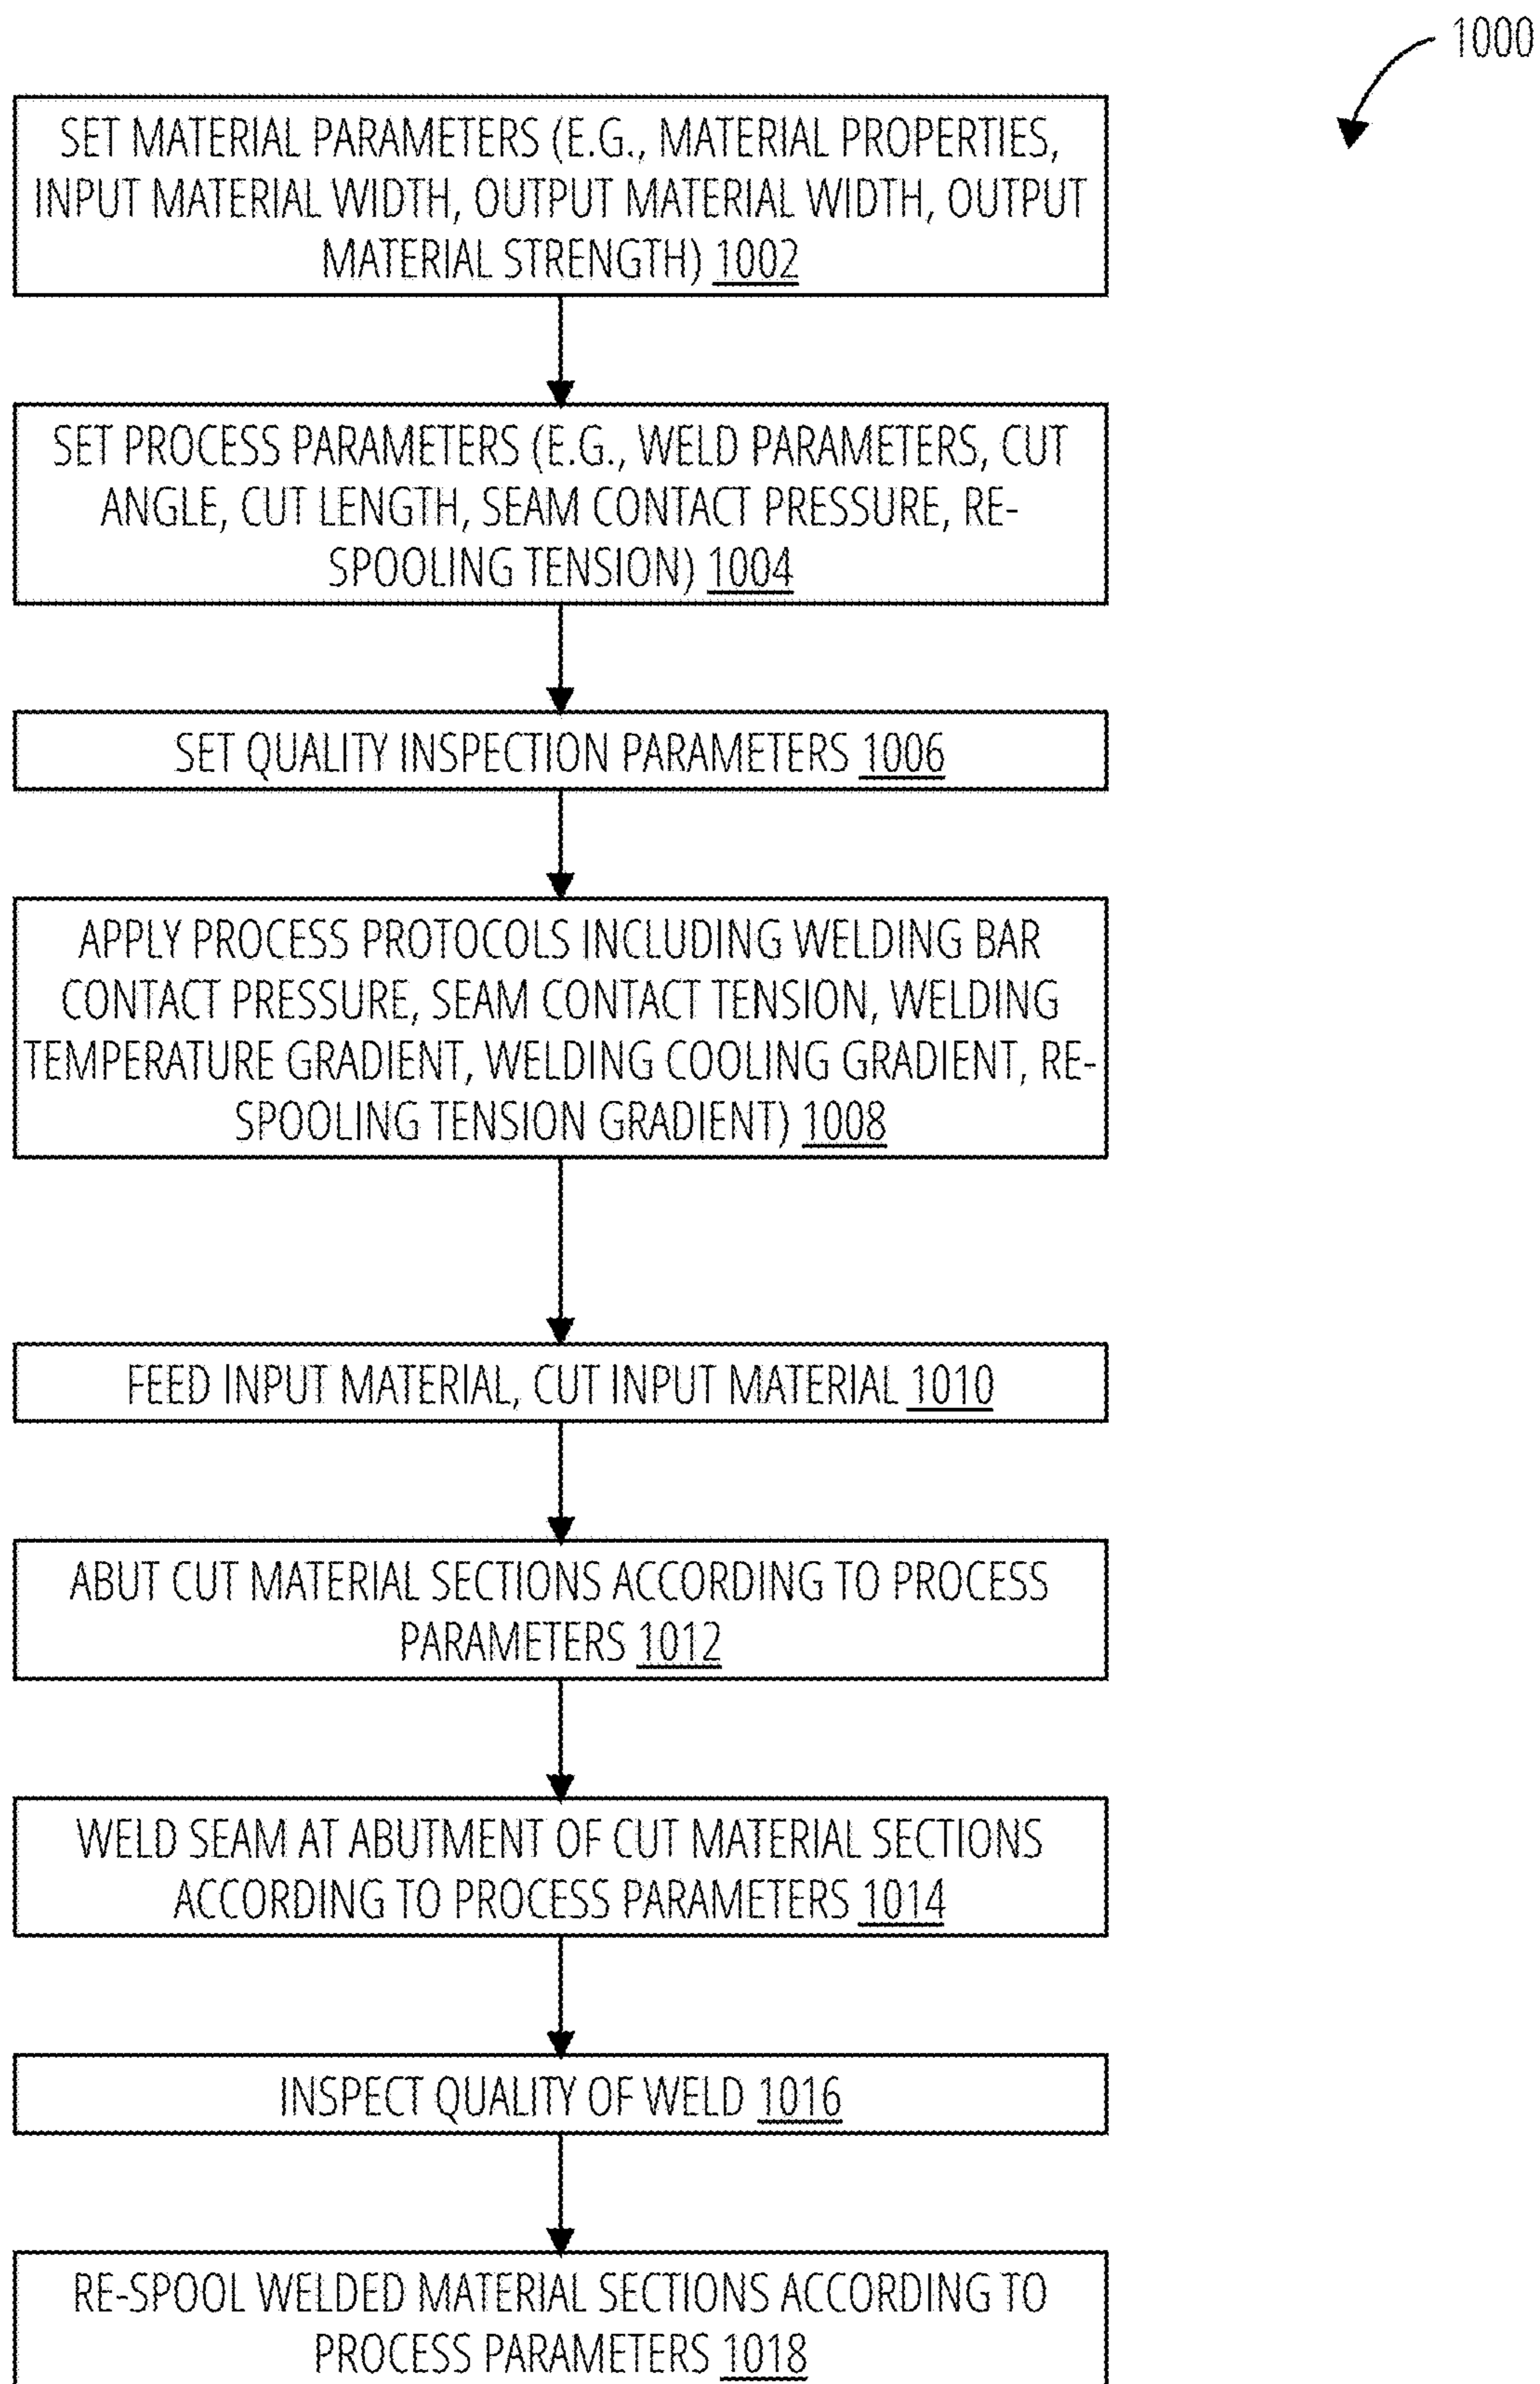 1000
SET MATERIAL PARAMETERS (E.G., MATERIAL PROPERTIES,
INPUT MATERIAL WIDTH, OUTPUT MATERIAL WIDTH, OUTPUT
MATERIAL STRENGTH) 1002
SET PROCESS PARAMETERS (E.G., WELD PARAMETERS, CUT
ANGLE, CUT LENGTH, SEAM CONTACT PRESSURE, RE-
SPOOLING TENSION) 1004
SET QUALITY INSPECTION PARAMETERS 1006
APPLY PROCESS PROTOCOLS INCLUDING WELDING BAR
CONTACT PRESSURE, SEAM CONTACT TENSION, WELDING
TEMPERATURE GRADIENT, WELDING COOLING GRADIENT, RE-
SPOOLING TENSION GRADIENT) 1008
FEED INPUT MATERIAL, CUT INPUT MATERIAL 1010
ABUT CUT MATERIAL SECTIONS ACCORDING TO PROCESS
PARAMETERS 1012
WELD SEAM AT ABUTMENT OF CUT MATERIAL SECTIONS
ACCORDING TO PROCESS PARAMETERS 1014
INSPECT QUALITY OF WELD 1016
RE-SPOOL WELDED MATERIAL SECTIONS ACCORDING TO
PROCESS PARAMETERS 1018